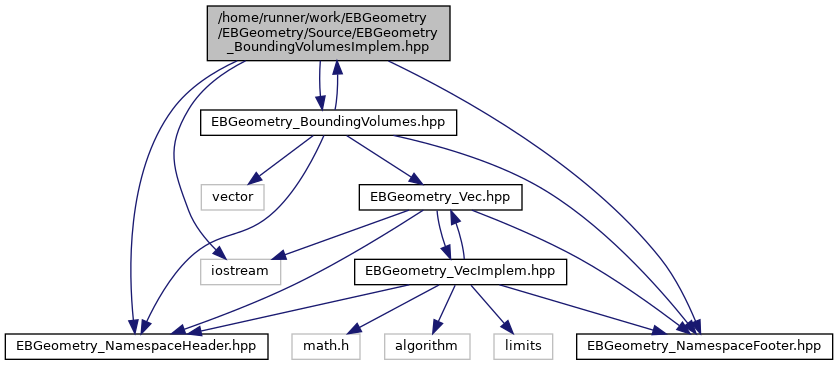 /home/runner/work/EBGeometry
/EBGeometry/Source/EBGeometry
_BoundingVolumesImplem.hpp
EBGeometry_BoundingVolumes.hpp
vector
EBGeometry_Vec.hpp
iostream
EBGeometry_VecImplem.hpp
EBGeometry_NamespaceHeader.hpp
math.h
algorithm
limits
EBGeometry_NamespaceFooter.hpp